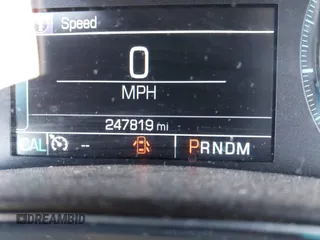 Speed
0
MPH
247819 mi
CAL -- PRNDM
DREAMBID